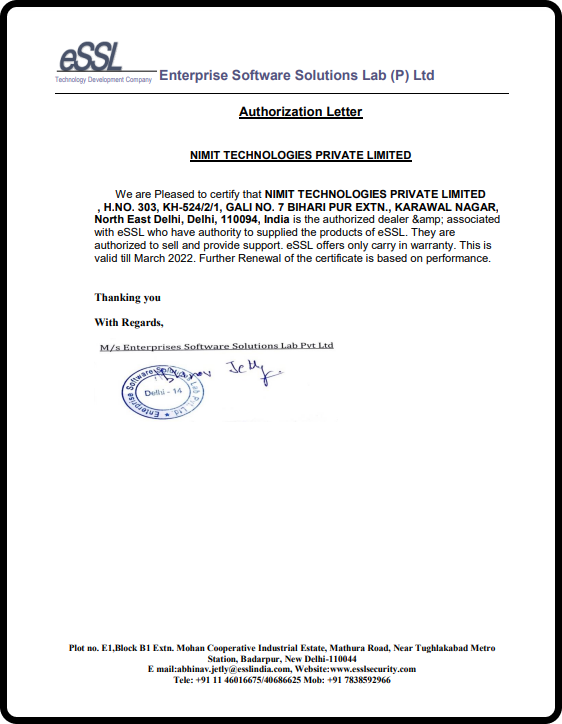 eSSL
Technology Development Company
Enterprise Software Solutions Lab (P) Ltd
Authorization Letter
NIMIT TECHNOLOGIES PRIVATE LIMITED
We are Pleased to certify that NIMIT TECHNOLOGIES PRIVATE LIMITED
, H.NO. 303, KH-524/2/1, GALI NO. 7 BIHARI PUR EXTN., KARAWAL NAGAR,
North East Delhi, Delhi, 110094, India is the authorized dealer &amp; associated
with eSSL who have authority to supplied the products of eSSL. They are
authorized to sell and provide support. eSSL offers only carry in warranty. This is
valid till March 2022. Further Renewal of the certificate is based on performance.
Thanking you
With Regards,
M/s Enterprises Software Solutions Lab Pvt Ltd
Jetly
Enterprise Software Solutions Lab Pvt Ltd
Delhi - 14
Plot no. E1,Block B1 Extn. Mohan Cooperative Industrial Estate, Mathura Road, Near Tughlakabad Metro
Station, Badarpur, New Delhi-110044
E mail:abhinav.jetly@esslindia.com, Website:www.esslsecurity.com
Tele: +91 11 46016675/40686625 Mob: +91 7838592966